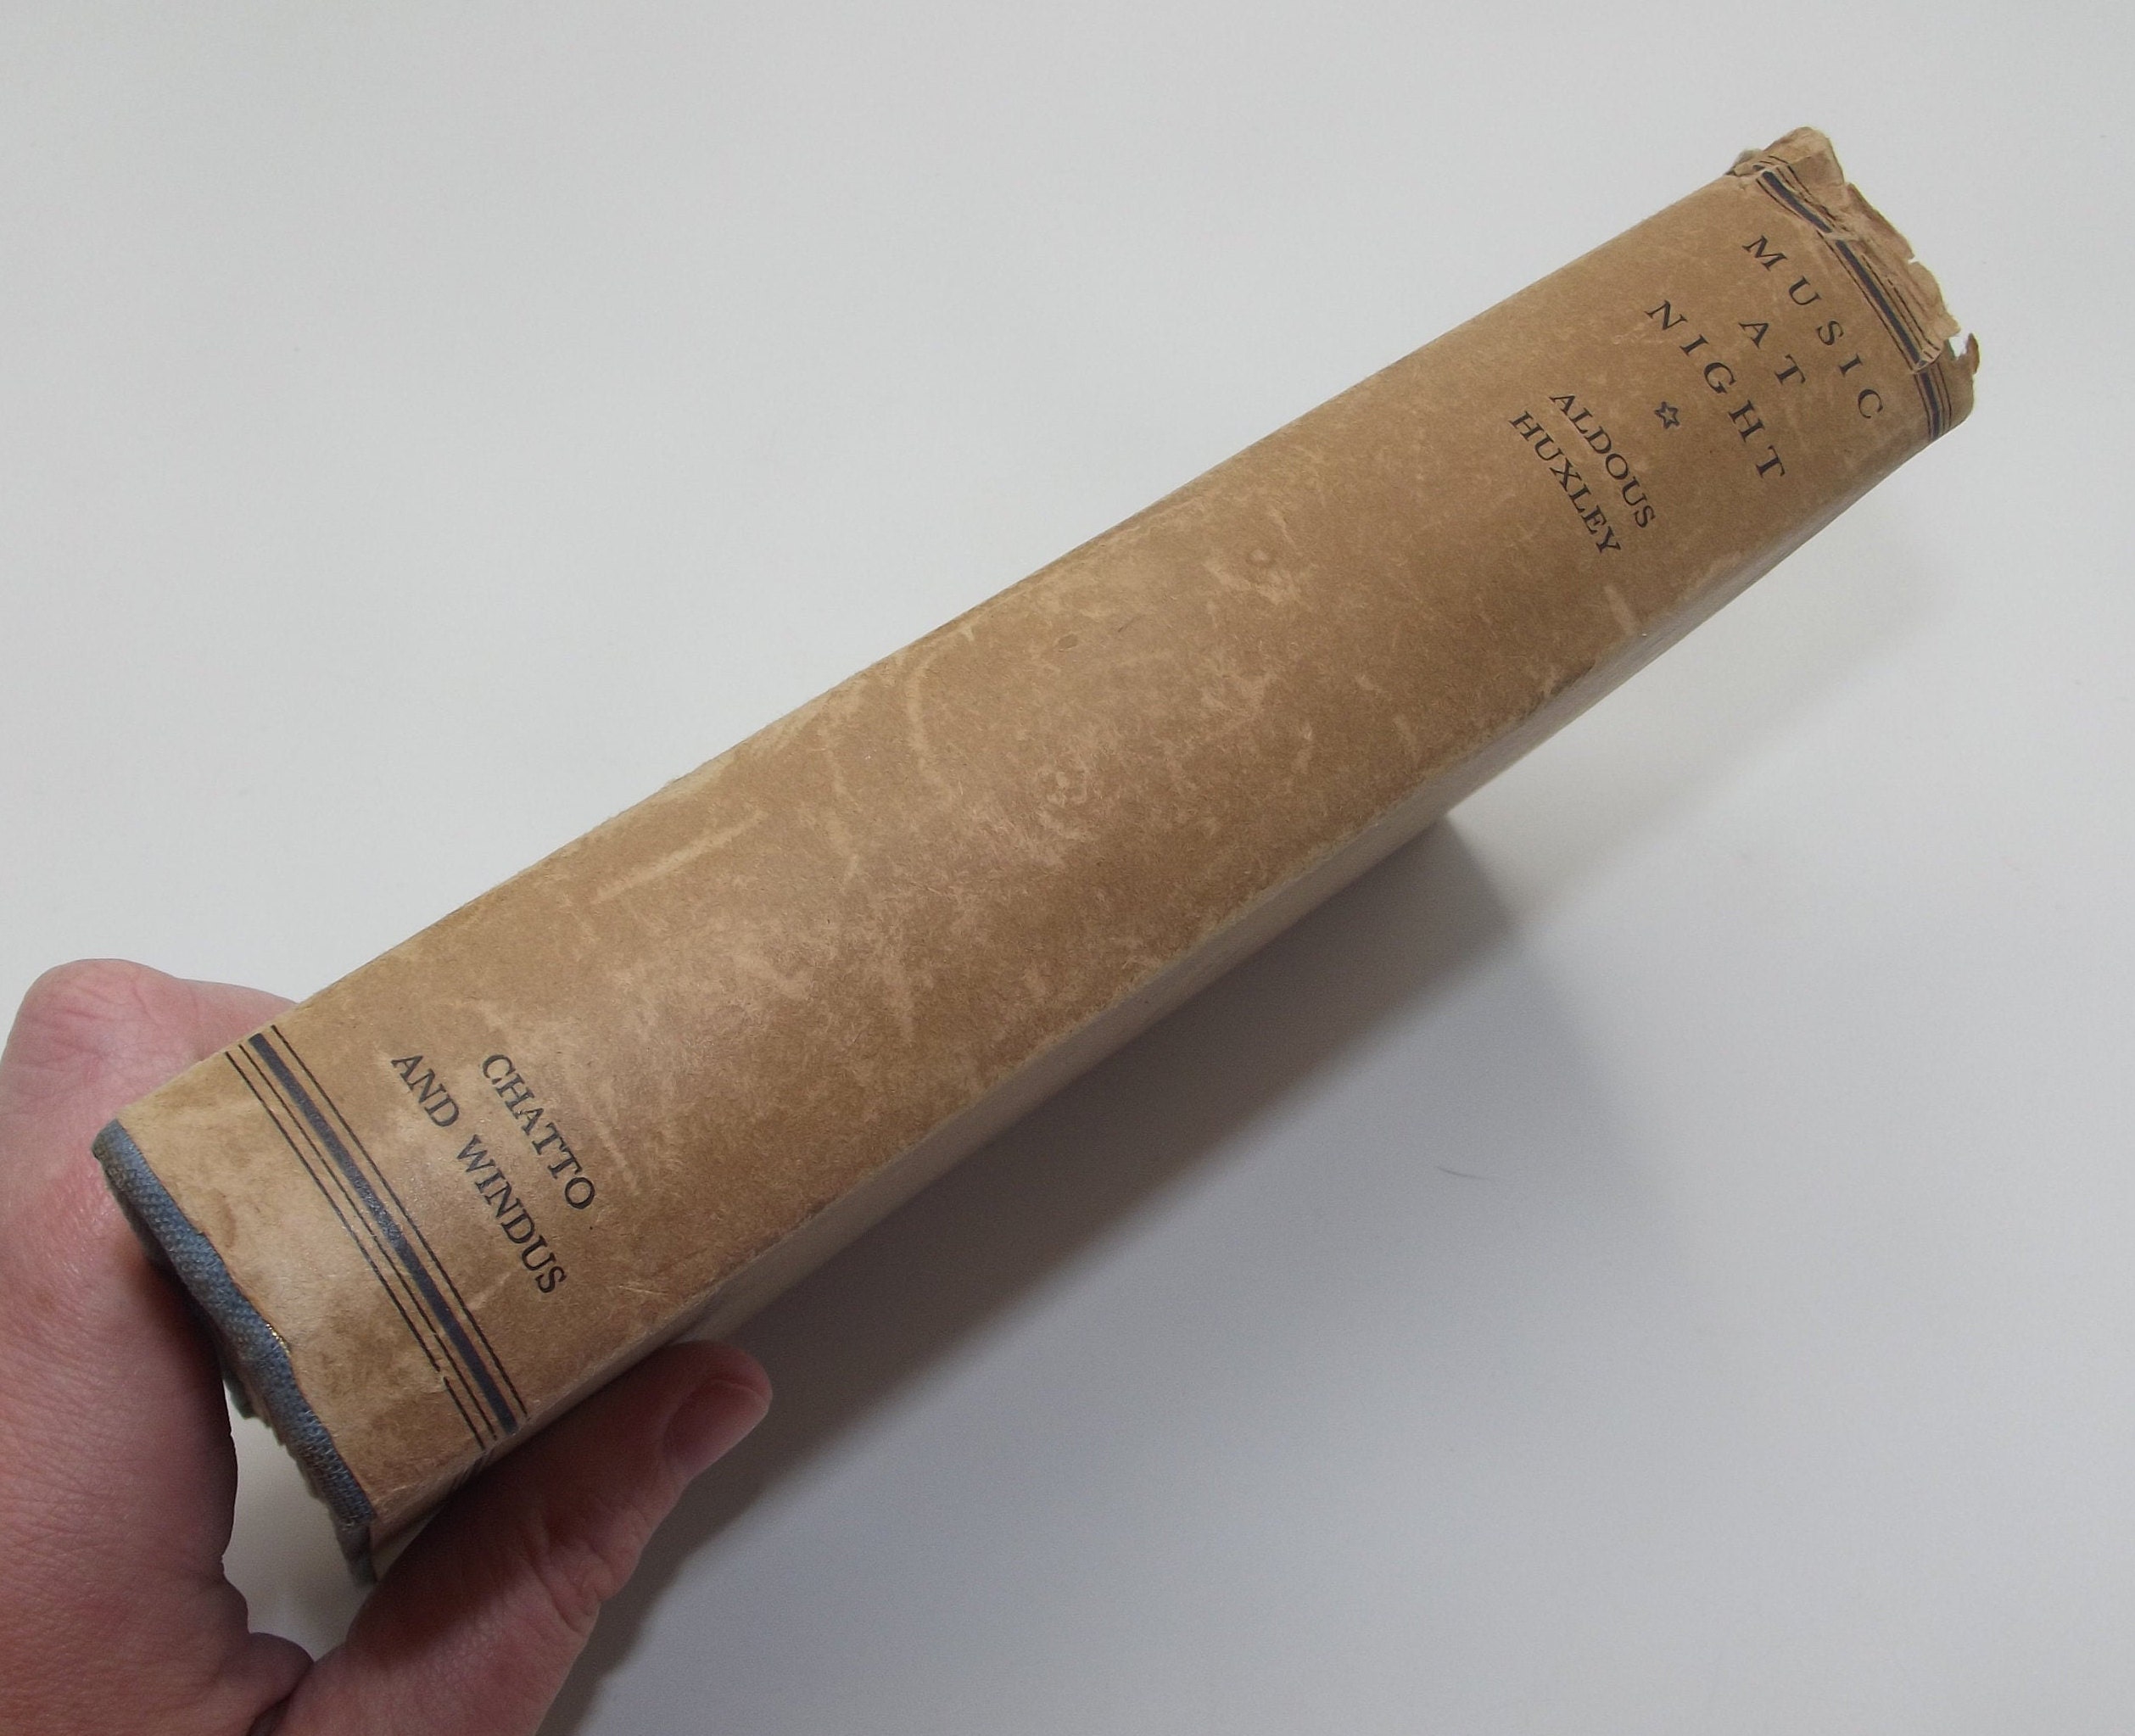 MUSIC
AT
NIGHT
ALDOUS
HUXLEY
CHATTO
AND WINDUS